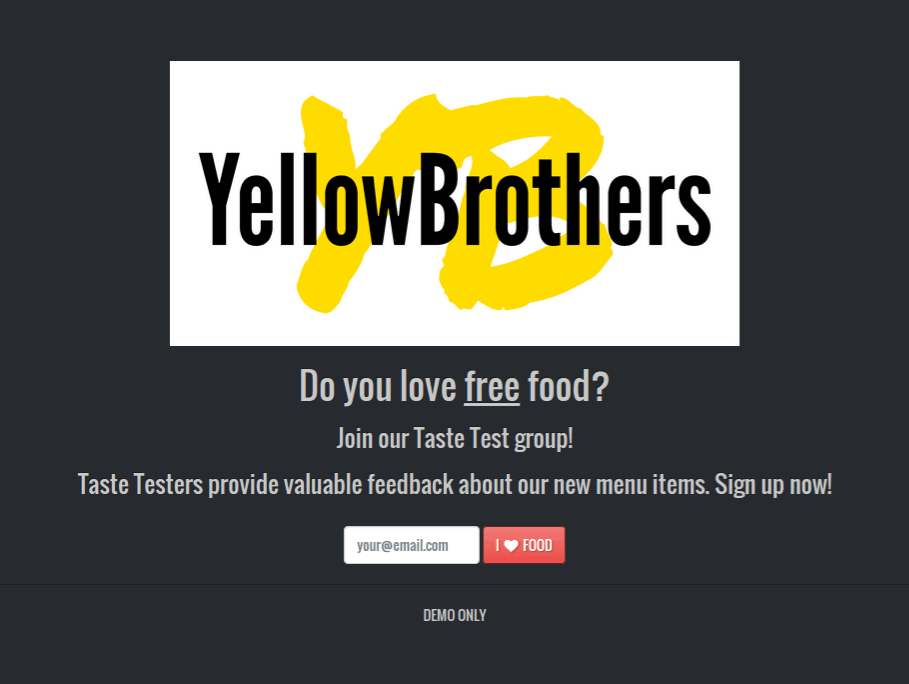 YB
YellowBrothers
Do you love free food?
Join our Taste Test group!
Taste Testers provide valuable feedback about our new menu items. Sign up now!
your@email.com
I ♥ FOOD
DEMO ONLY